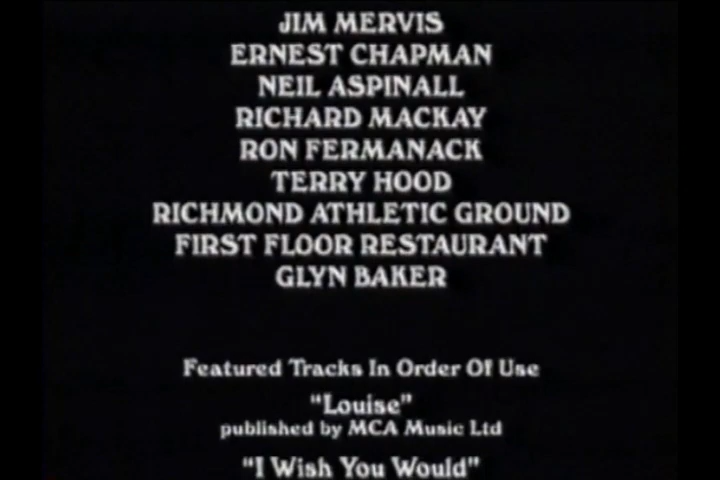 JIM MERVIS
ERNEST CHAPMAN
NEIL ASPINALL
RICHARD MACKAY
RON FERMANACK
TERRY HOOD
RICHMOND ATHLETIC GROUND
FIRST FLOOR RESTAURANT
GLYN BAKER
Featured Tracks In Order Of Use
“Louise”
published by MCA Music Ltd
“I Wish You Would”